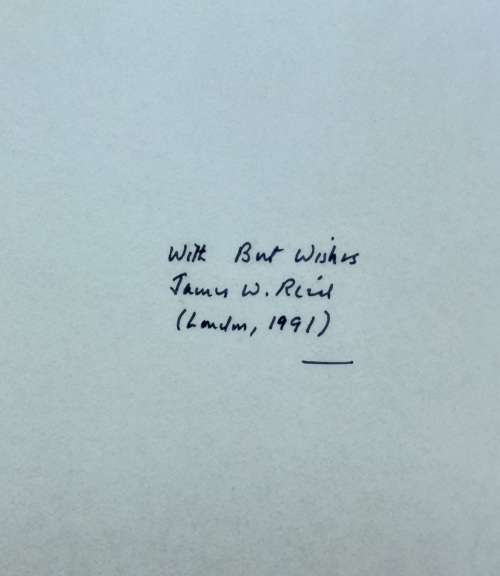 With Best Wishes
James W. Reid
(London, 1991)